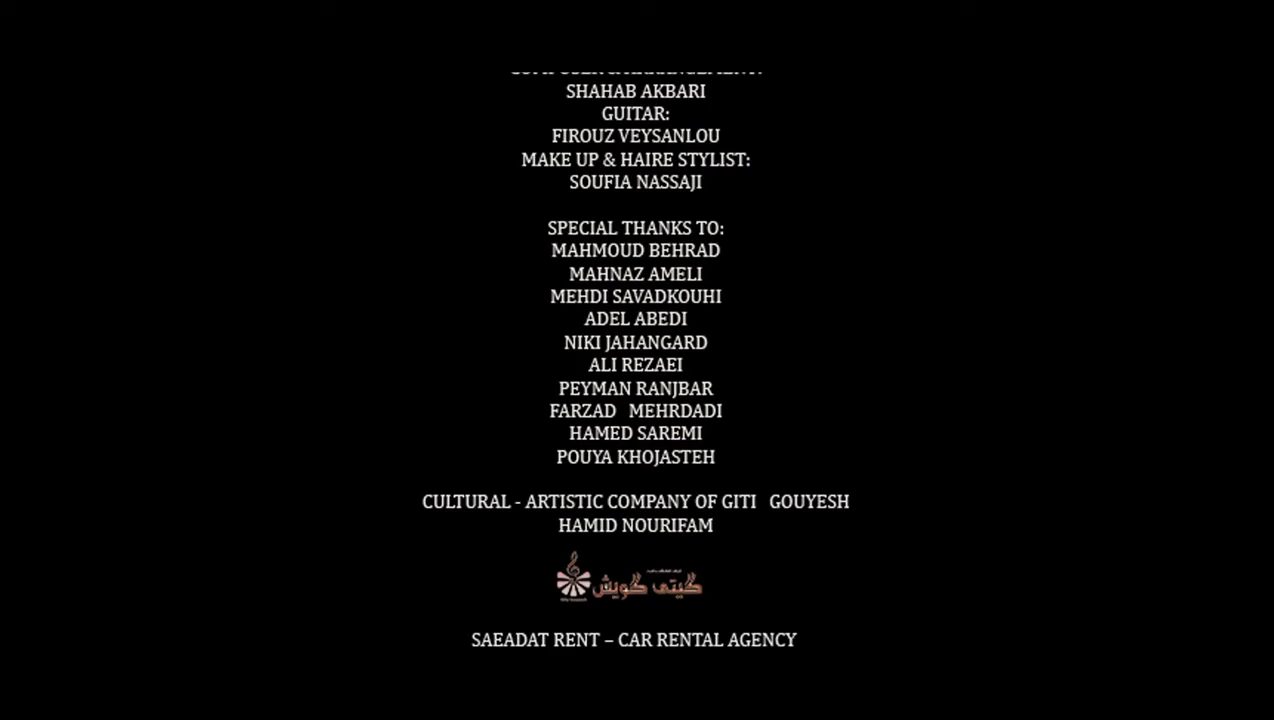 SHAHAB AKBARI
GUITAR:
FIROUZ VEYSANLOU
MAKE UP & HAIRE STYLIST:
SOUFIA NASSAJI
SPECIAL THANKS TO:
MAHMOUD BEHRAD
MAHNAZ AMELI
MEHDI SAVADKOUHI
ADEL ABEDI
NIKI JAHANGARD
ALI REZAEI
PEYMAN RANJBAR
FARZAD MEHRDADI
HAMED SAREMI
POUYA KHOJASTEH
CULTURAL - ARTISTIC COMPANY OF GITI GOUYESH
HAMID NOURIFAM
گیتی گویش
SAEADAT RENT – CAR RENTAL AGENCY